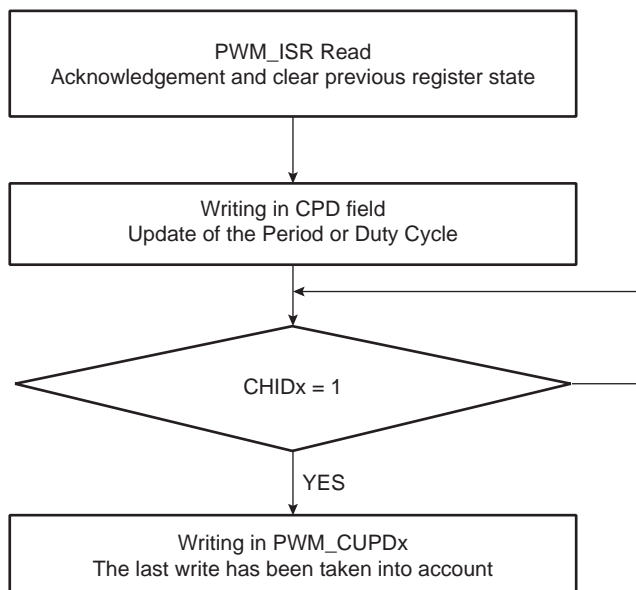 PWM_ISR Read
Acknowledgement and clear previous register state
Writing in CPD field
Update of the Period or Duty Cycle
CHIDx = 1
YES
Writing in PWM_CUPDx
The last write has been taken into account